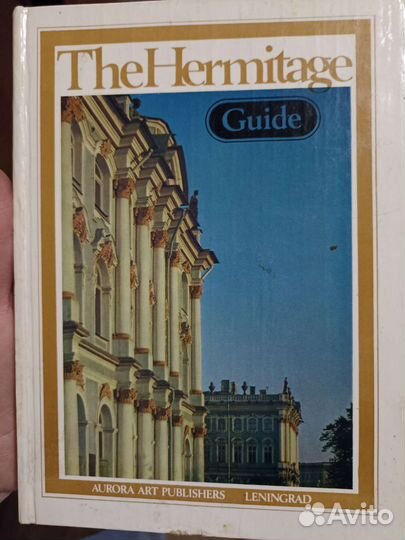 The Hermitage
Guide
AURORA ART PUBLISHERS LENINGRAD
Avito